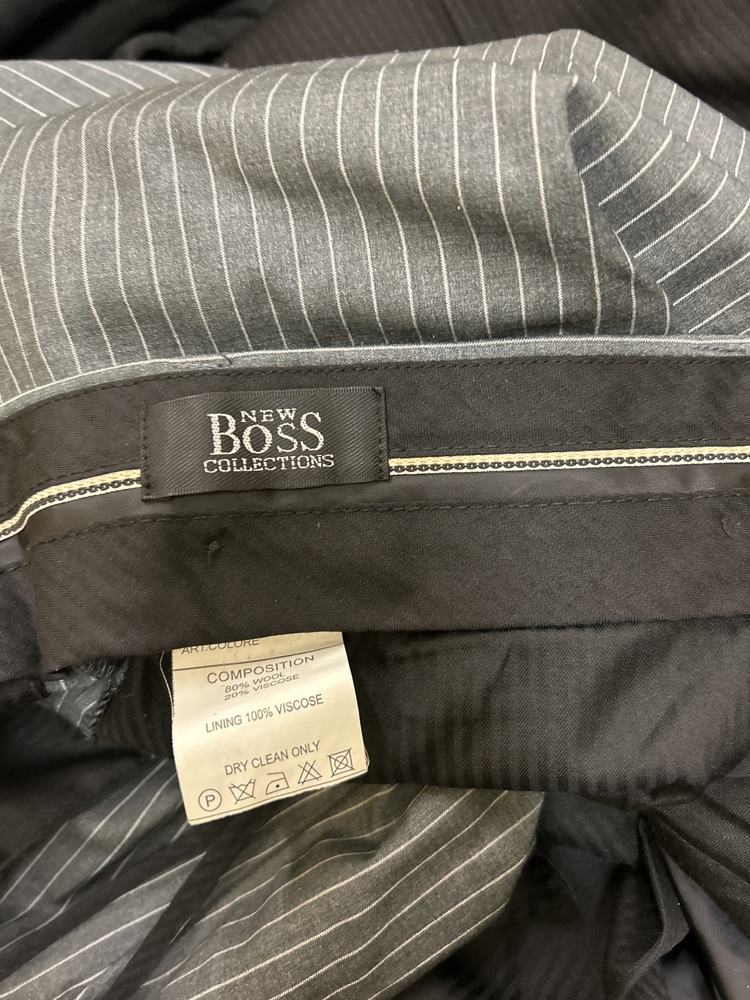 NEW
BOSS
COLLECTIONS
ART.COLORE
COMPOSITION
80% WOOL
20% VISCOSE
LINING 100% VISCOSE
DRY CLEAN ONLY
P